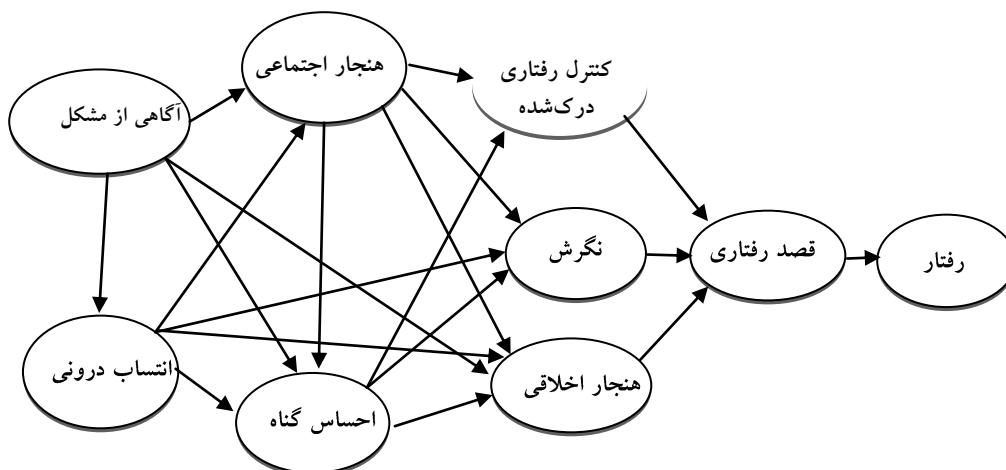 هنجار اجتماعی
کنترل رفتاری
درک‌شده
آگاهی از مشکل
نگرش
قصد رفتاری
رفتار
انتساب درونی
هنجار اخلاقی
احساس گناه